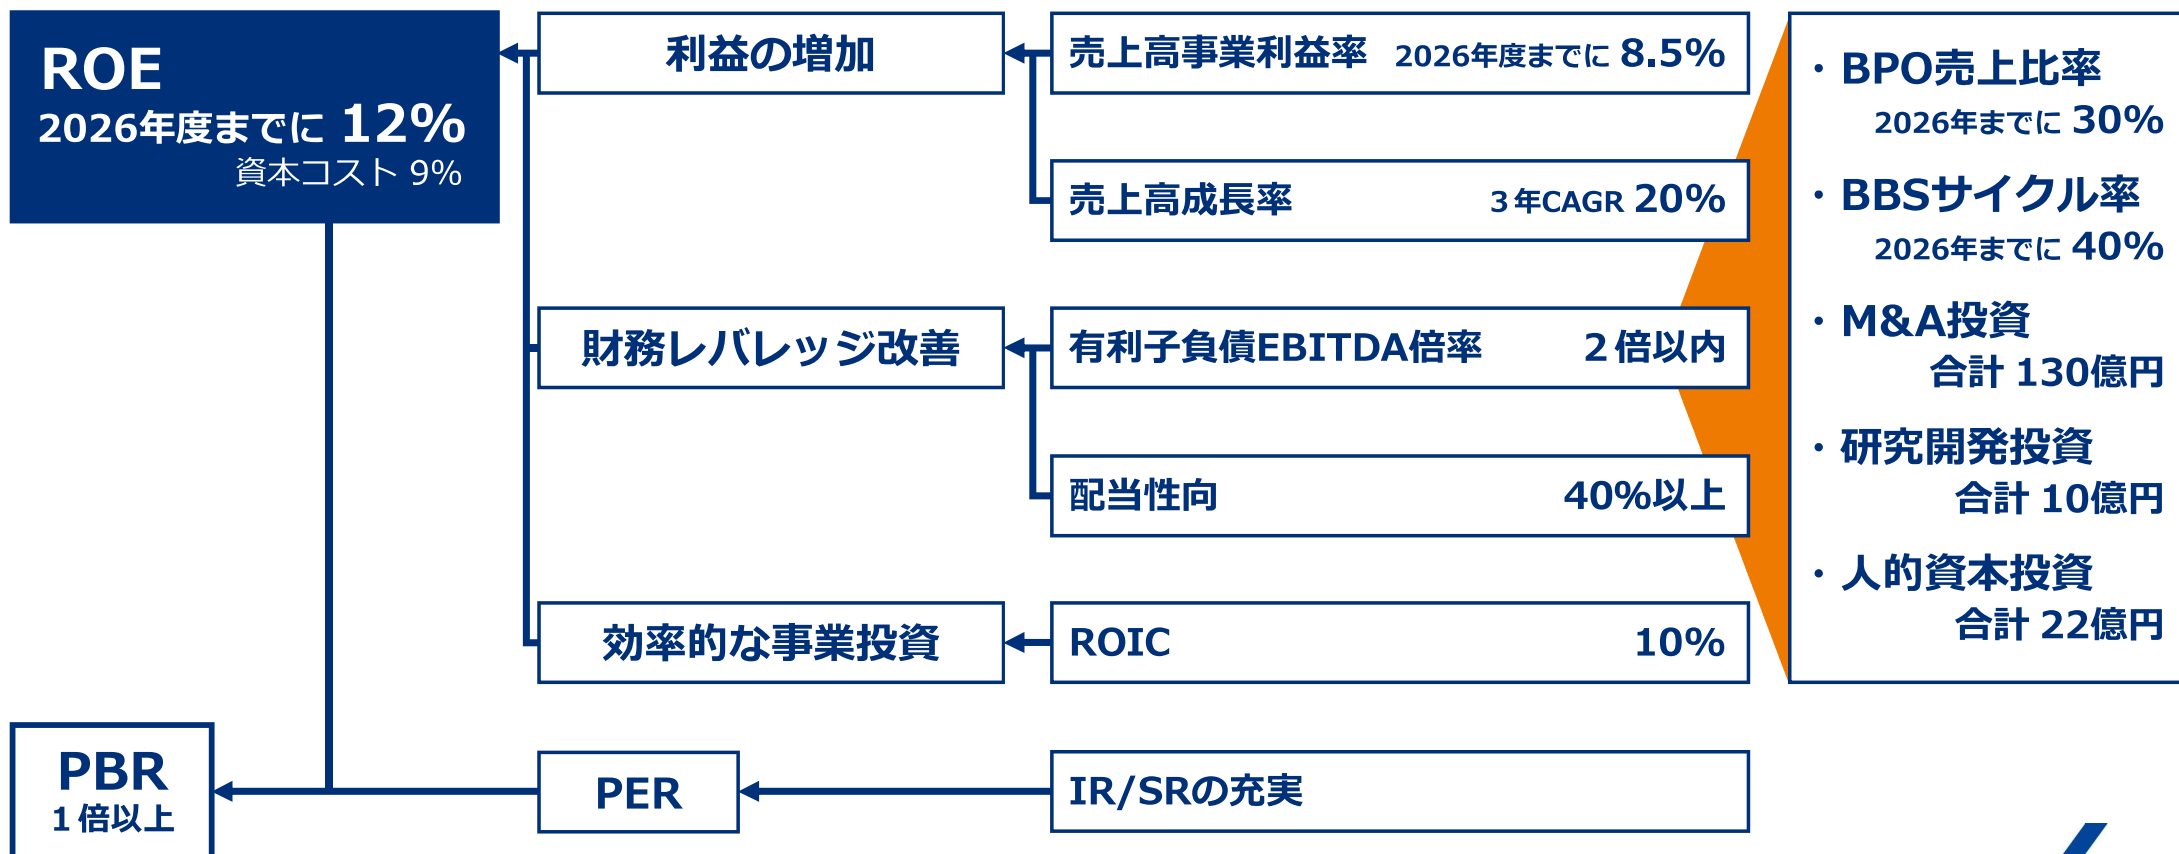 ROE
2026年度までに 12%
資本コスト 9%
利益の増加
売上高事業利益率 2026年度までに 8.5%
売上高成長率 3年CAGR 20%
財務レバレッジ改善
有利子負債EBITDA倍率 2倍以内
配当性向 40%以上
効率的な事業投資
ROIC 10%
・BPO売上比率
2026年までに 30%
・BBSサイクル率
2026年までに 40%
・M&A投資
合計 130億円
・研究開発投資
合計 10億円
・人的資本投資
合計 22億円
PBR
1倍以上
PER
IR/SRの充実